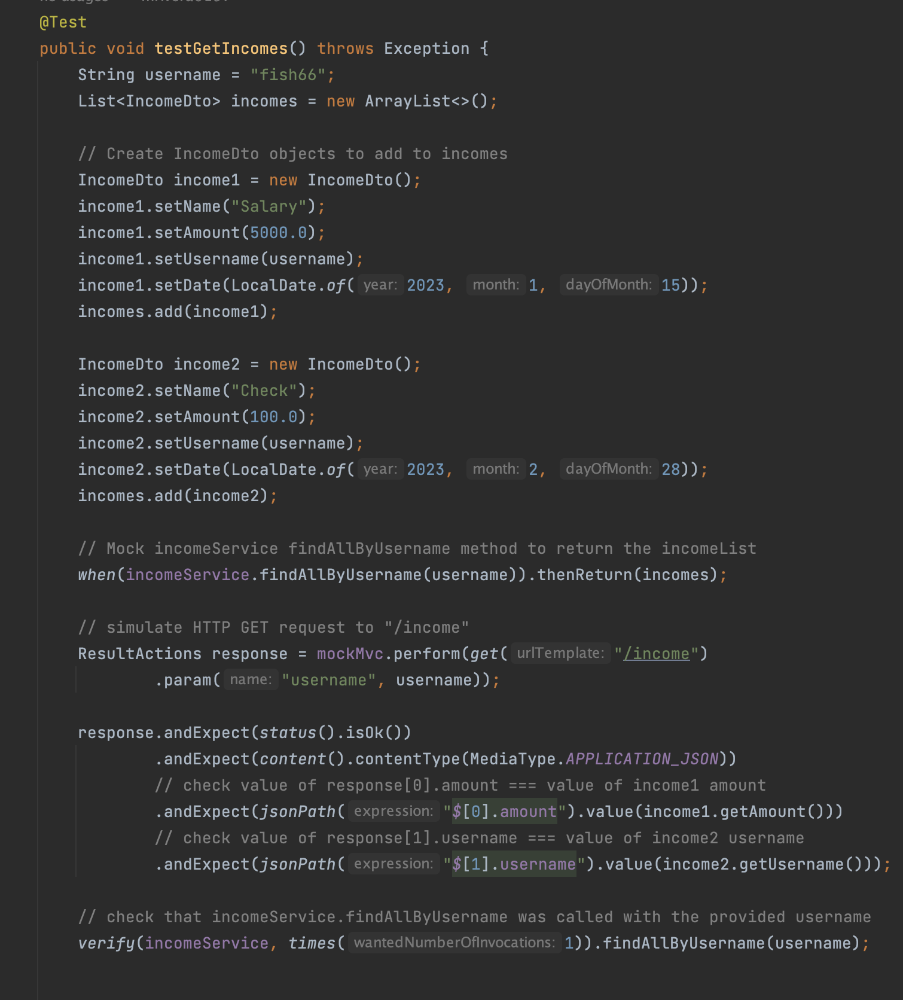 @Test
public void testGetIncomes() throws Exception {
String username = "fish66";
List<IncomeDto> incomes = new ArrayList<>();
// Create IncomeDto objects to add to incomes
IncomeDto income1 = new IncomeDto();
income1.setName("Salary");
income1.setAmount(5000.0);
income1.setUsername(username);
income1.setDate(LocalDate.of( year: 2023, month: 1, dayOfMonth: 15));
incomes.add(income1);
IncomeDto income2 = new IncomeDto();
income2.setName("Check");
income2.setAmount(100.0);
income2.setUsername(username);
income2.setDate(LocalDate.of( year: 2023, month: 2, dayOfMonth: 28));
incomes.add(income2);
// Mock incomeService findAllByUsername method to return the incomeList
when(incomeService.findAllByUsername(username)).thenReturn(incomes);
// simulate HTTP GET request to "/income"
ResultActions response = mockMvc.perform(get( urlTemplate: "/income")
.param( name: "username", username));
response.andExpect(status().isOk())
.andExpect(content().contentType(MediaType.APPLICATION_JSON))
// check value of response[0].amount === value of income1 amount
.andExpect(jsonPath( expression: "$[0].amount").value(income1.getAmount()))
// check value of response[1].username === value of income2 username
.andExpect(jsonPath( expression: "$[1].username").value(income2.getUsername()));
// check that incomeService.findAllByUsername was called with the provided username
verify(incomeService, times( wantedNumberOfInvocations: 1)).findAllByUsername(username);